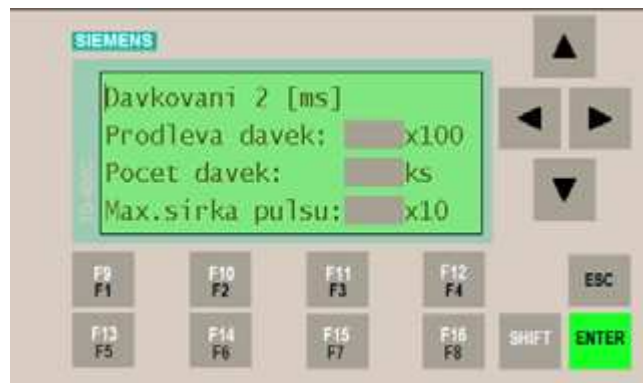 SIEMENS
Davkovani 2 [ms]
Prodleva davek: x100
Pocet davek: ks
Max.sirka pulsu: x10
F9 F10 F11 F12
F1 F2 F3 F4
ESC
F13 F14 F15 F16
F5 F6 F7 F8
SHIFT ENTER